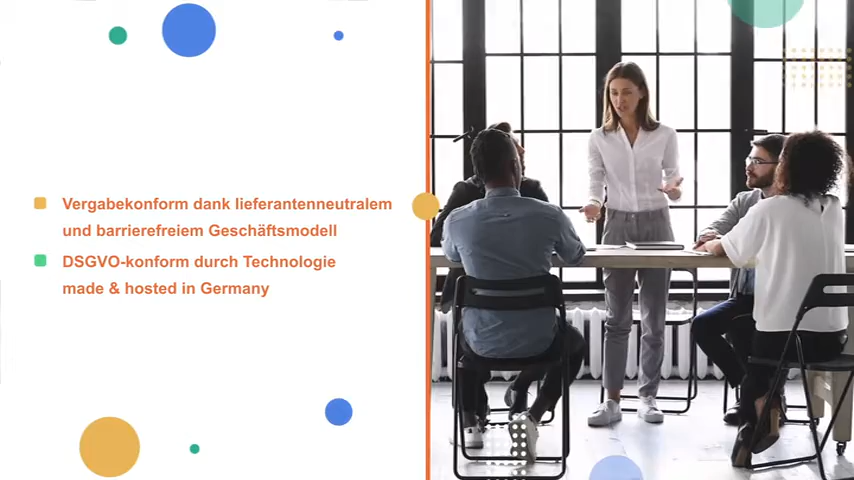 Vergabekonform dank lieferantenneutralem
und barrierefreiem Geschäftsmodell
DSGVO-konform durch Technologie
made & hosted in Germany